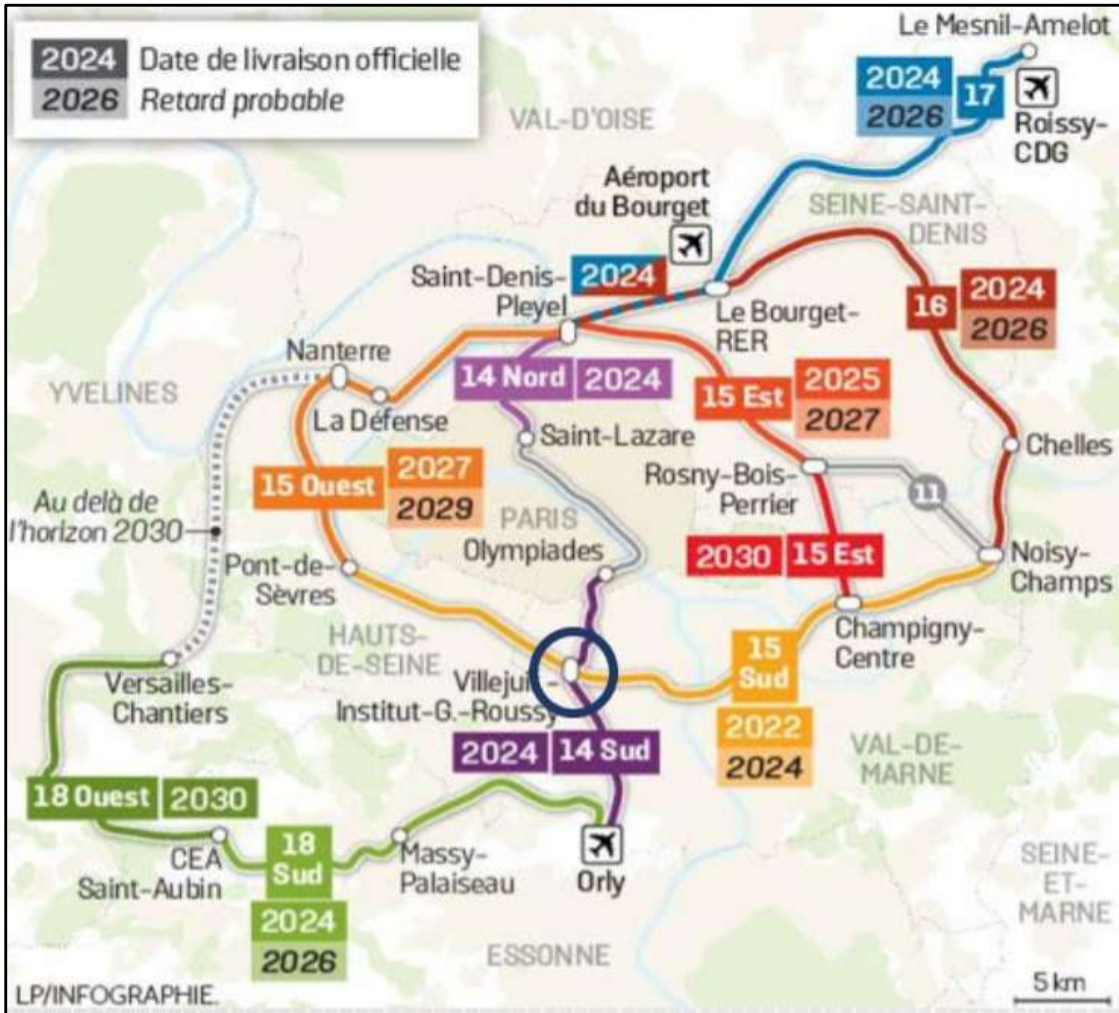 2024 Date de livraison officielle
2026 Retard probable
Le Mesnil-Amelot
2024
2026
17
Roissy-
CDG
VAL-D'OISE
Aéroport
du Bourget
SEINE-SAINT-
DENIS
Saint-Denis-
Pleyel
2024
Le Bourget-
RER
16
2024
2026
Nanterre
La Défense
14 Nord 2024
15 Est
2025
2027
YVELINES
Saint-Lazare
Chelles
Rosny-Bois-
Perrier
11
15 Ouest
2027
2029
Au delà de
l'horizon 2030
PARIS
Olympiades
2030 15 Est
Noisy-
Champs
Pont-de-
Sèvres
Champigny-
Centre
HAUTS-
DE-SEINE
15
Sud
2022
2024
Versailles-
Chantiers
Villejuif-
Institut-G.-Roussy
2024 14 Sud
VAL-DE-
MARNE
18 Ouest 2030
CEA
Saint-Aubin
18
Sud
2024
2026
Massy-
Palaiseau
Orly
SEINE-
ET-
MARNE
ESSONNE
LP/INFOGRAPHIE.
5 km